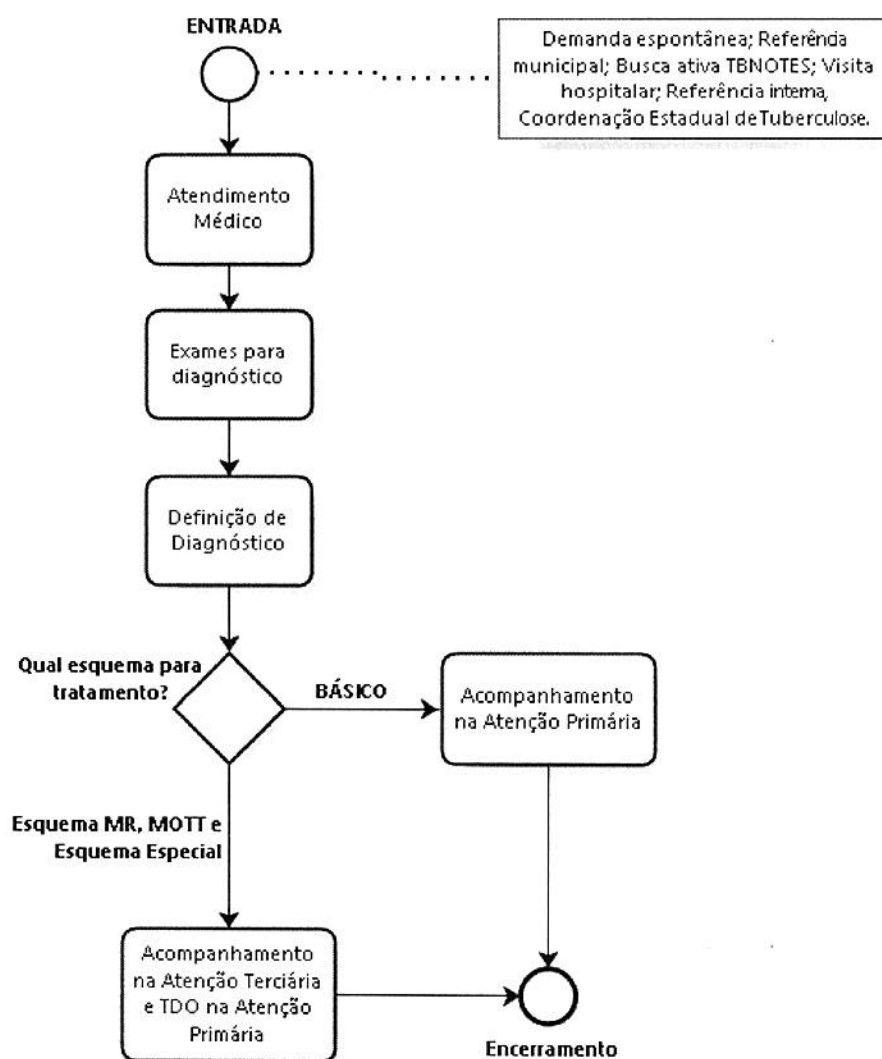 ENTRADA
Demanda espontânea; Referência
municipal; Busca ativa TBNOTES; Visita
hospitalar; Referência interna,
Coordenação Estadual de Tuberculose.
Atendimento
Médico
Exames para
diagnóstico
Definição de
Diagnóstico
Qual esquema para
tratamento?
BÁSICO
Acompanhamento
na Atenção Primária
Esquema MR, MOTT e
Esquema Especial
Acompanhamento
na Atenção Terciária
e TDO na Atenção
Primária
Encerramento